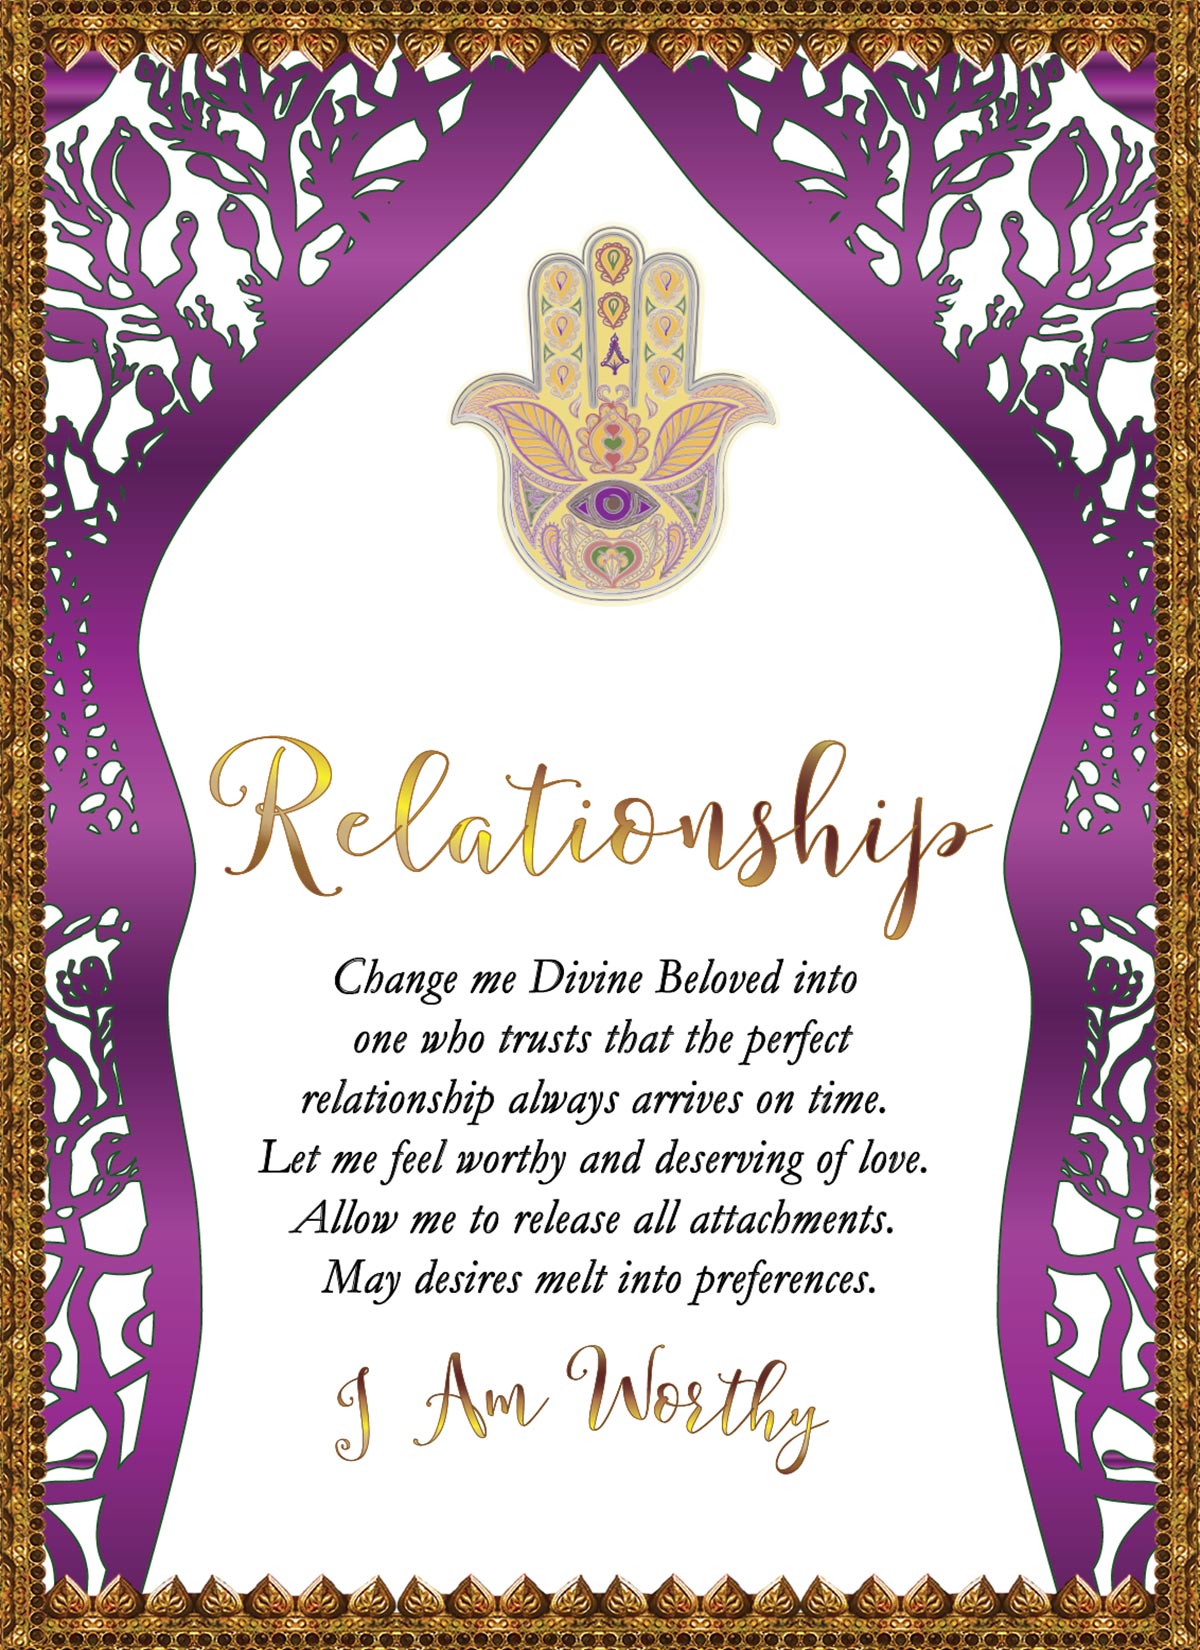 Relationship
Change me Divine Beloved into
one who trusts that the perfect
relationship always arrives on time.
Let me feel worthy and deserving of love.
Allow me to release all attachments.
May desires melt into preferences.
I Am Worthy